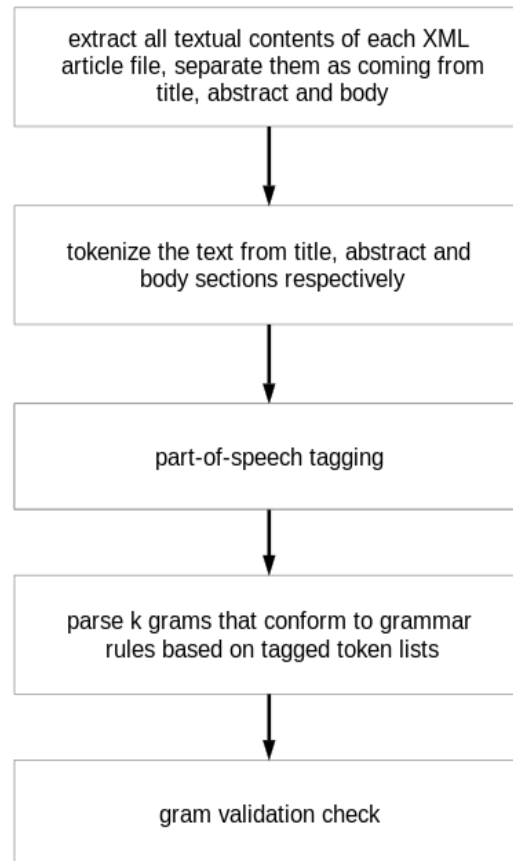 extract all textual contents of each XML
article file, separate them as coming from
title, abstract and body
tokenize the text from title, abstract and
body sections respectively
part-of-speech tagging
parse k grams that conform to grammar
rules based on tagged token lists
gram validation check